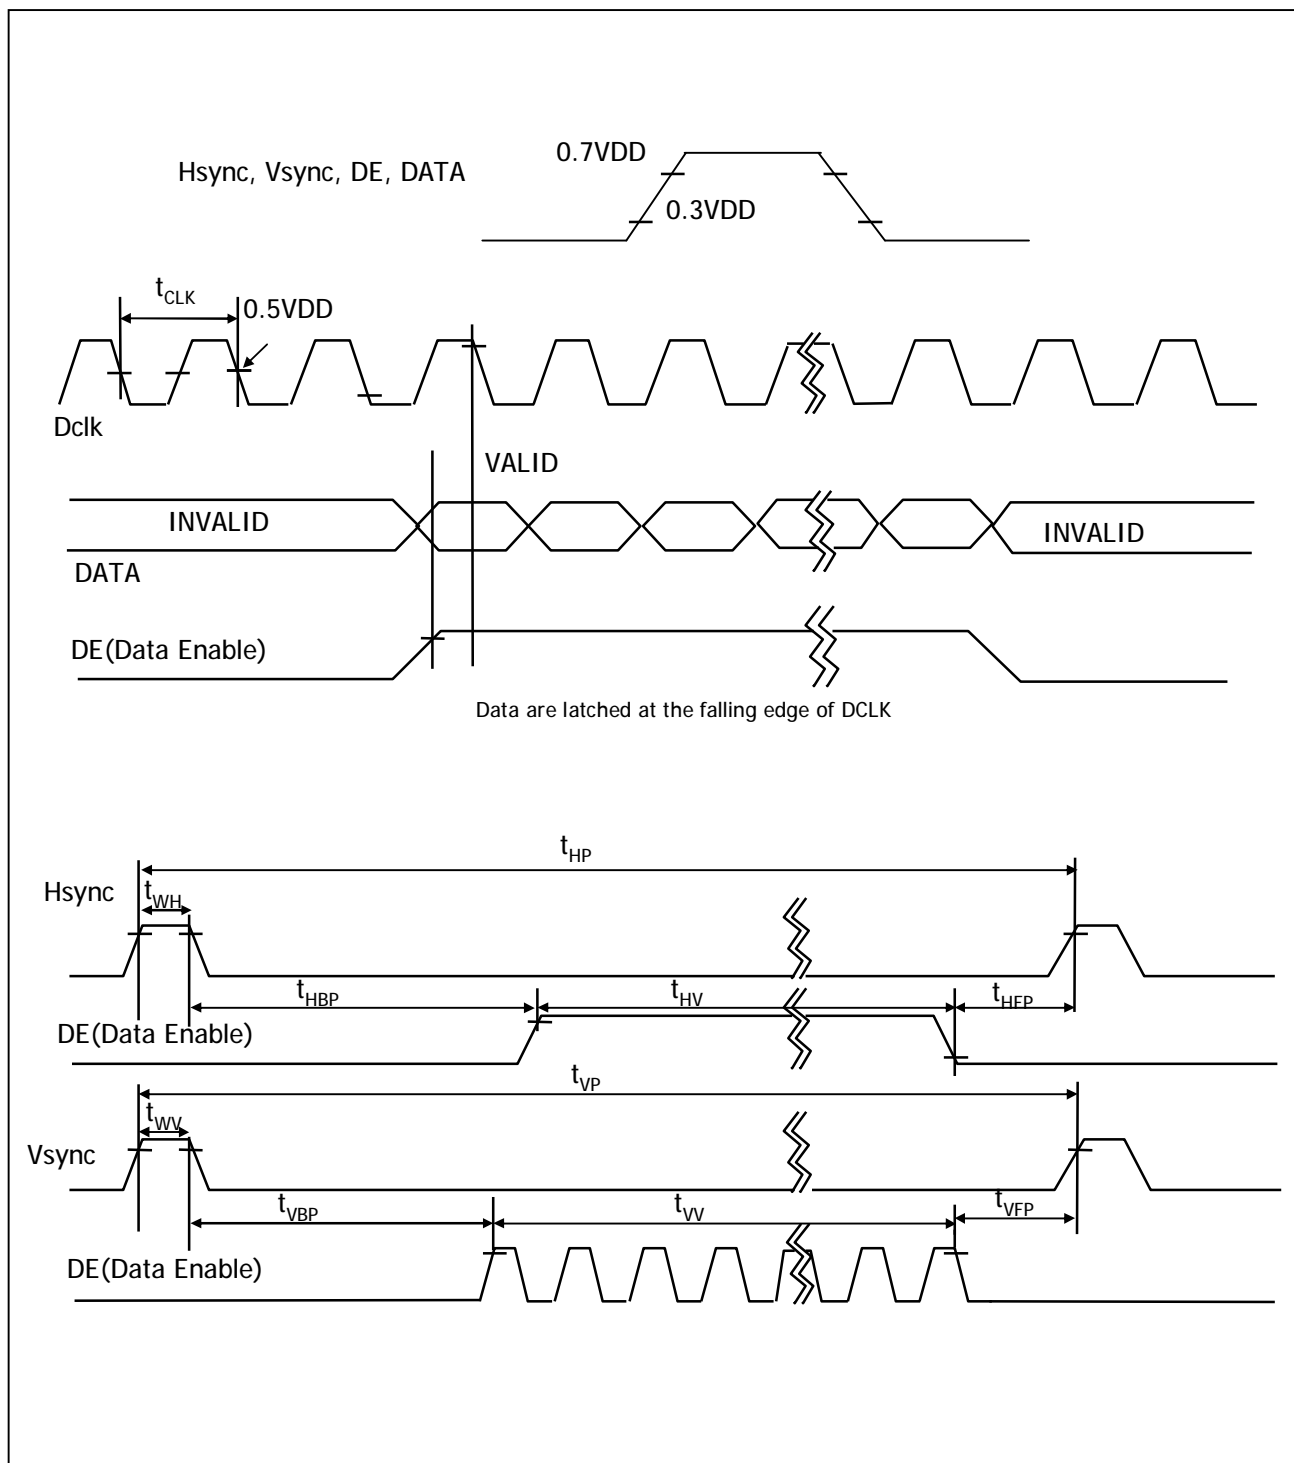 0.7VDD
Hsync, Vsync, DE, DATA
0.3VDD
tCLK
0.5VDD
Dclk
VALID
INVALID
INVALID
DATA
DE(Data Enable)
Data are latched at the falling edge of DCLK
tHP
Hsync
tWH
tHBP
tHV
tHFP
DE(Data Enable)
tVP
tWV
Vsync
tVBP
tVV
tVFP
DE(Data Enable)